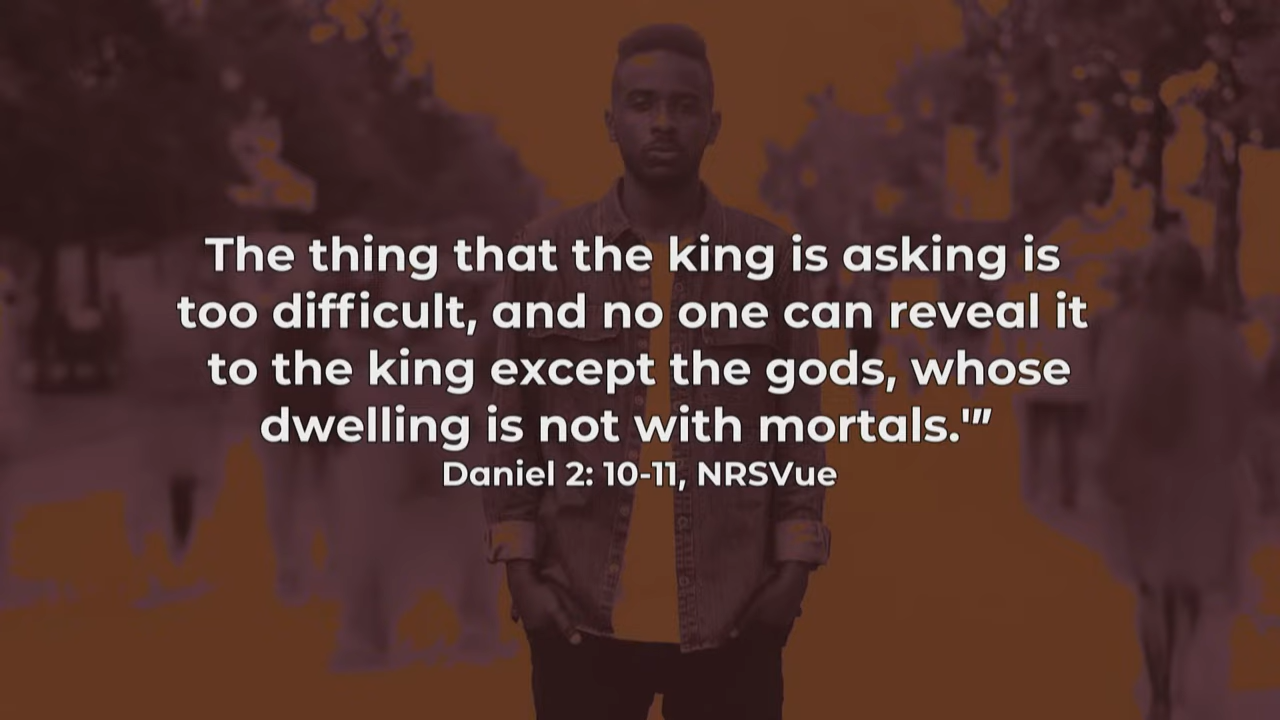 The thing that the king is asking is
too difficult, and no one can reveal it
to the king except the gods, whose
dwelling is not with mortals.'”
Daniel 2: 10-11, NRSVue